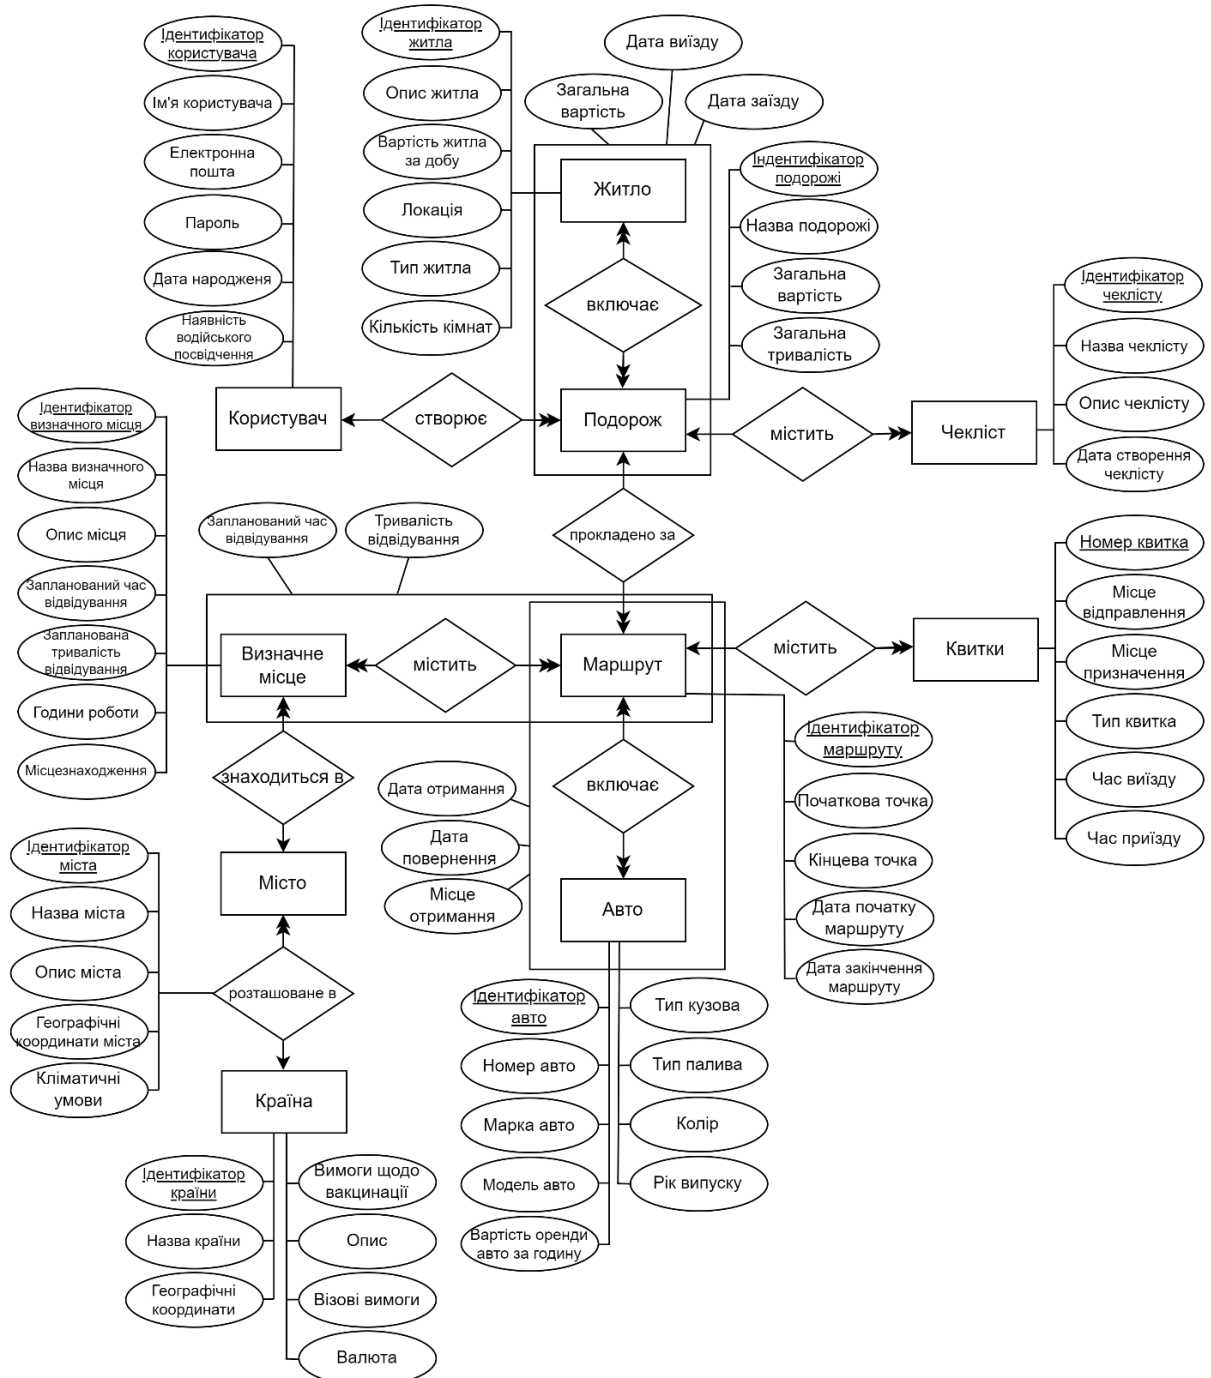 Ідентифікатор
користувача
Ім'я користувача
Електронна
пошта
Пароль
Дата народженя
Наявність
водійського
посвідчення
Користувач
Ідентифікатор
житла
Опис житла
Вартість житла
за добу
Локація
Тип житла
Кількість кімнат
Загальна
вартість
Дата виїзду
Дата заїзду
Житло
включає
Подорож
Індентифікатор
подорожі
Назва подорожі
Загальна
вартість
Загальна
тривалість
створює
містить
Чекліст
Ідентифікатор
чеклісту
Назва чеклісту
Опис чеклісту
Дата створення
чеклісту
Ідентифікатор
визначного місця
Назва визначного
місця
Опис місця
Запланований час
відвідування
Запланована
тривалість
відвідування
Години роботи
Місцезнаходження
Запланований час
відвідування
Тривалість
відвідування
прокладено за
Визначне
місце
містить
Маршрут
містить
Квитки
Номер квитка
Місце
відправлення
Місце
призначення
Тип квитка
Час виїзду
Час приїзду
знаходиться в
Дата отримання
Дата
повернення
Місце
отримання
включає
Ідентифікатор
маршруту
Початкова точка
Кінцева точка
Дата початку
маршруту
Дата закінчення
маршруту
Ідентифікатор
міста
Назва міста
Опис міста
Географічні
координати міста
Кліматичні
умови
Місто
розташоване в
Авто
Ідентифікатор
авто
Номер авто
Марка авто
Модель авто
Вартість оренди
авто за годину
Тип кузова
Тип палива
Колір
Рік випуску
Країна
Ідентифікатор
країни
Назва країни
Географічні
координати
Вимоги щодо
вакцинації
Опис
Візові вимоги
Валюта